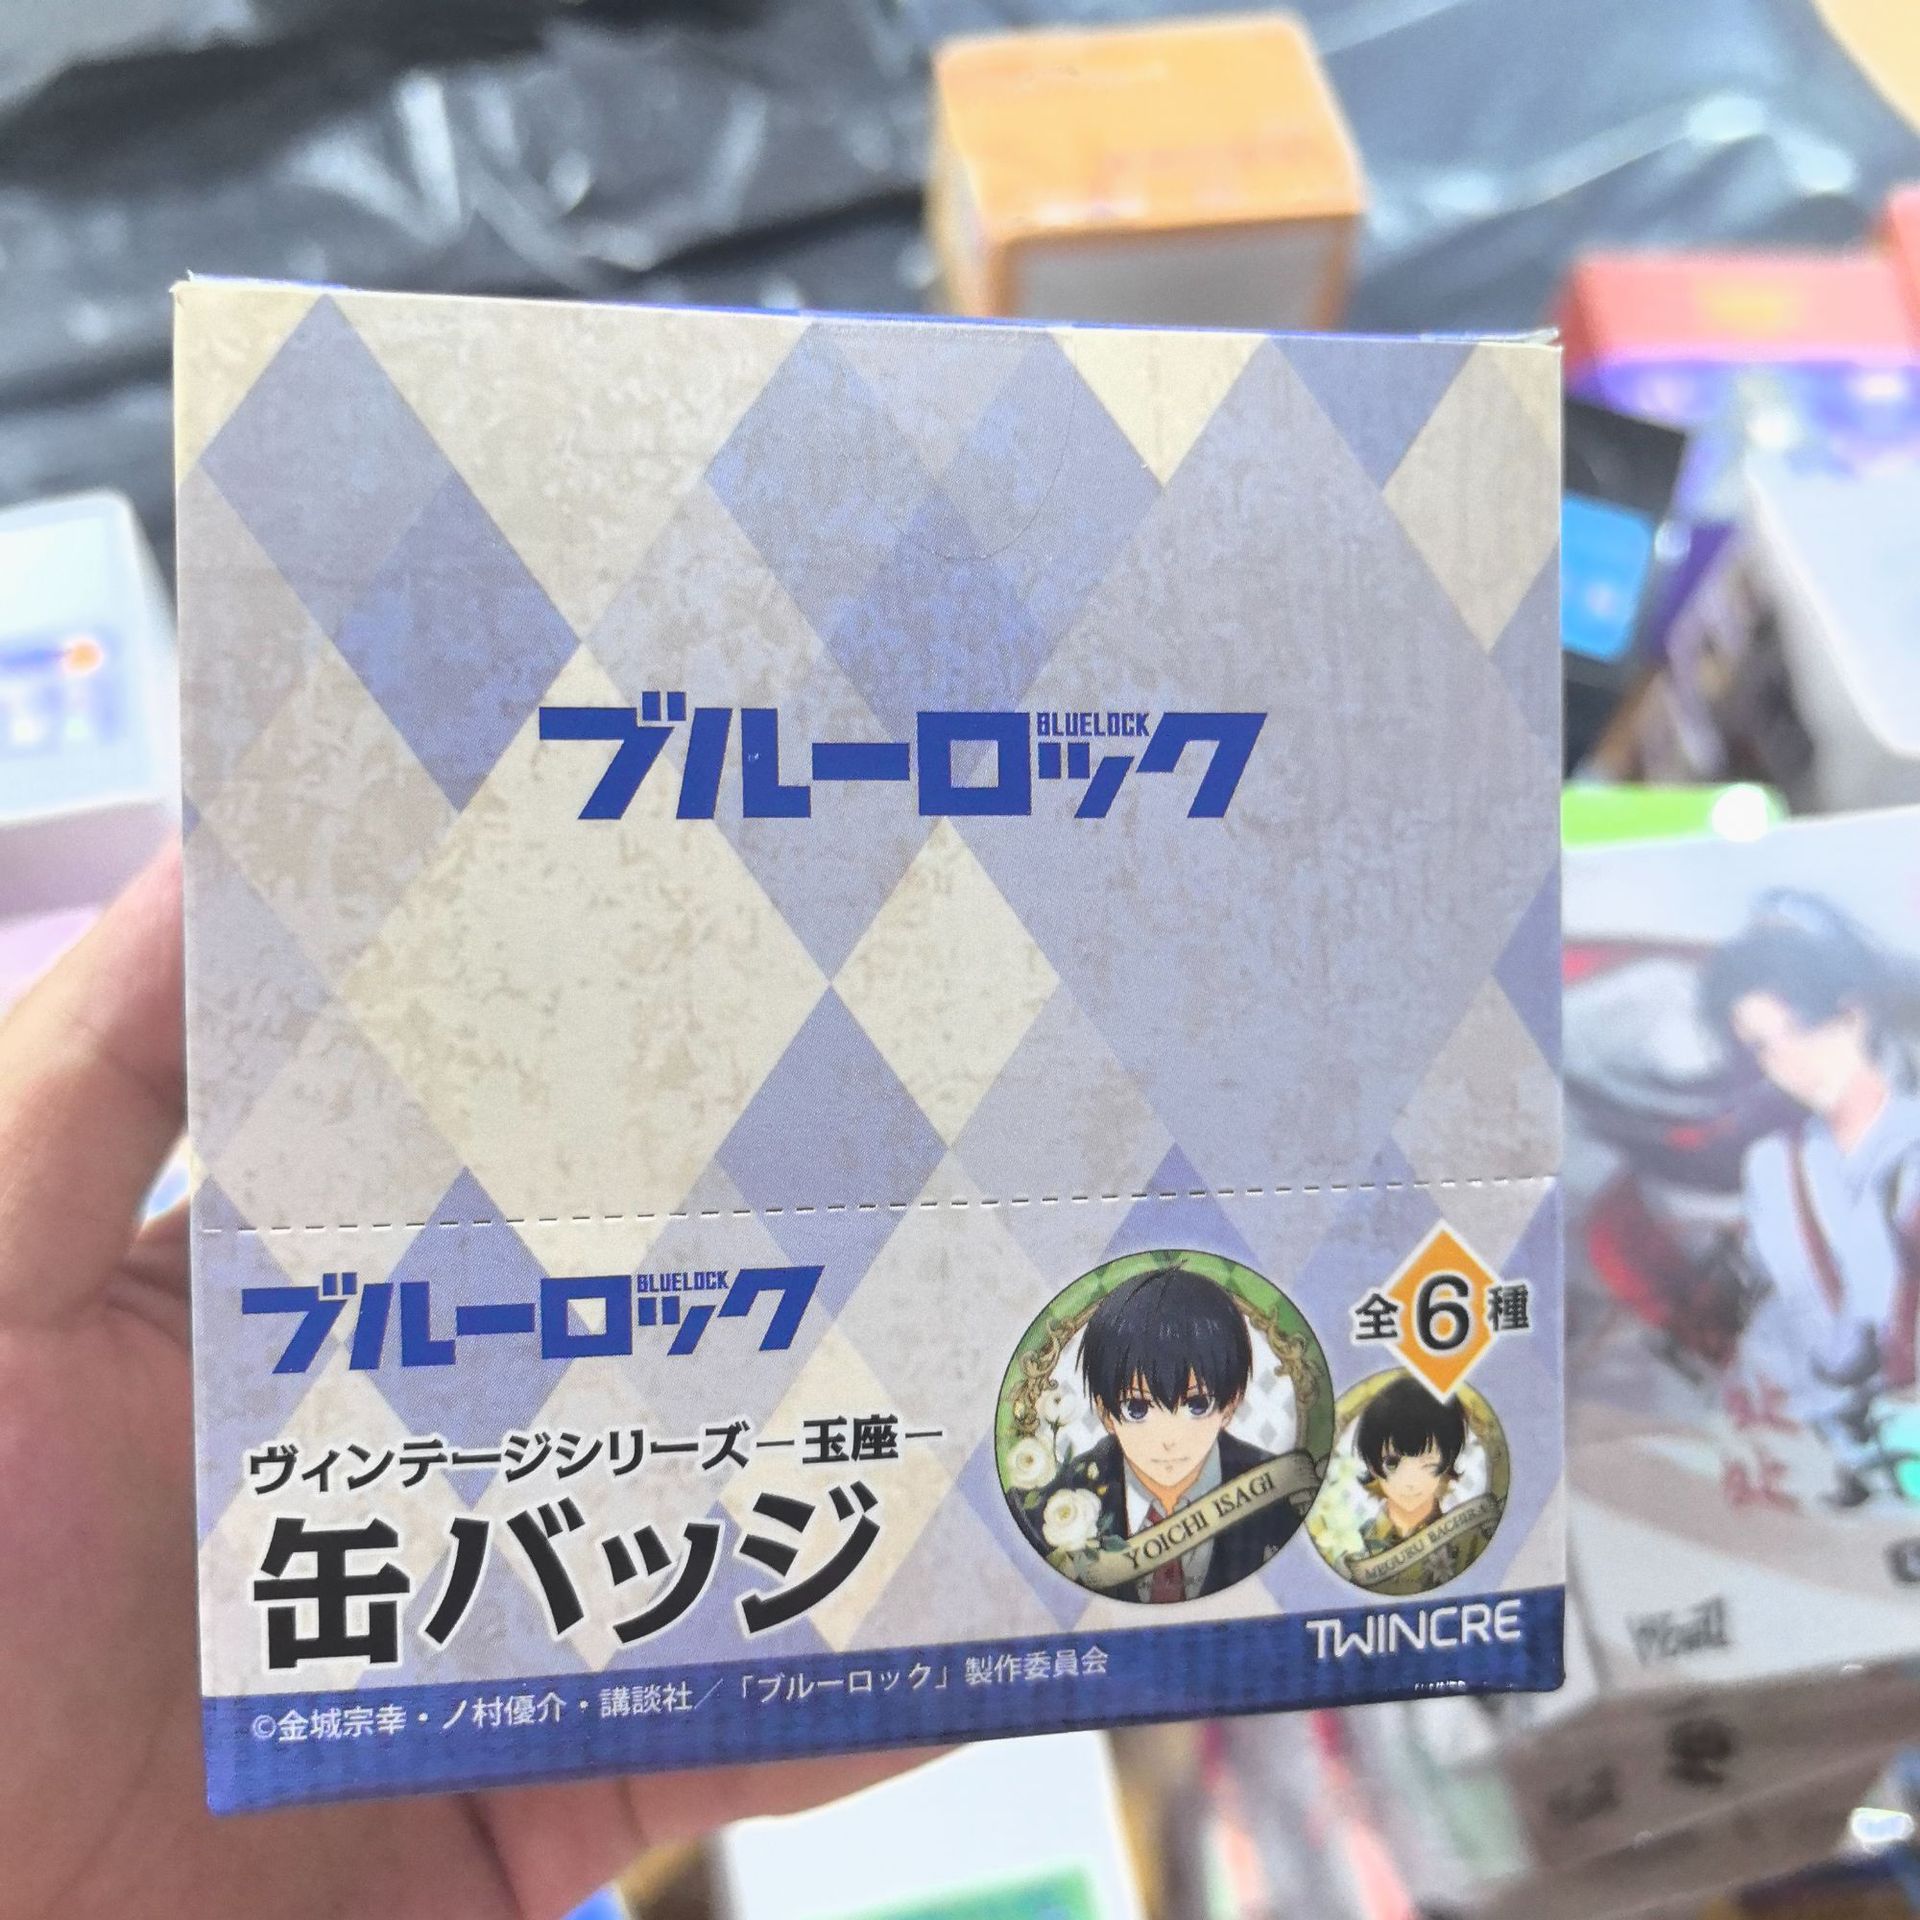 ブルーロック
BLUELOCK
ブルーロック
BLUELOCK
全6種
ヴィンテージシリーズ－玉座－
缶バッジ
YOICHI ISAGI
MEGURU BACHIRA
TWINCRE
©金城宗幸・ノ村優介・講談社／「ブルーロック」製作委員会